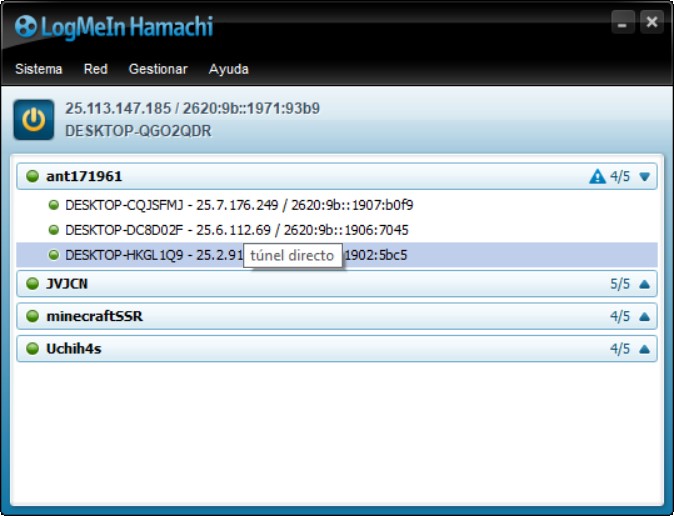 LogMeIn Hamachi
Sistema Red Gestionar Ayuda
25.113.147.185 / 2620:9b::1971:93b9
DESKTOP-QGO2QDR
ant171961 4/5
DESKTOP-CQJSFMJ - 25.7.176.249 / 2620:9b::1907:b0f9
DESKTOP-DC8D02F - 25.6.112.69 / 2620:9b::1906:7045
DESKTOP-HKGL1Q9 - 25.2.91 túnel directo 1902:5bc5
JVJCN 5/5
minecraftSSR 4/5
Uchih4s 4/5